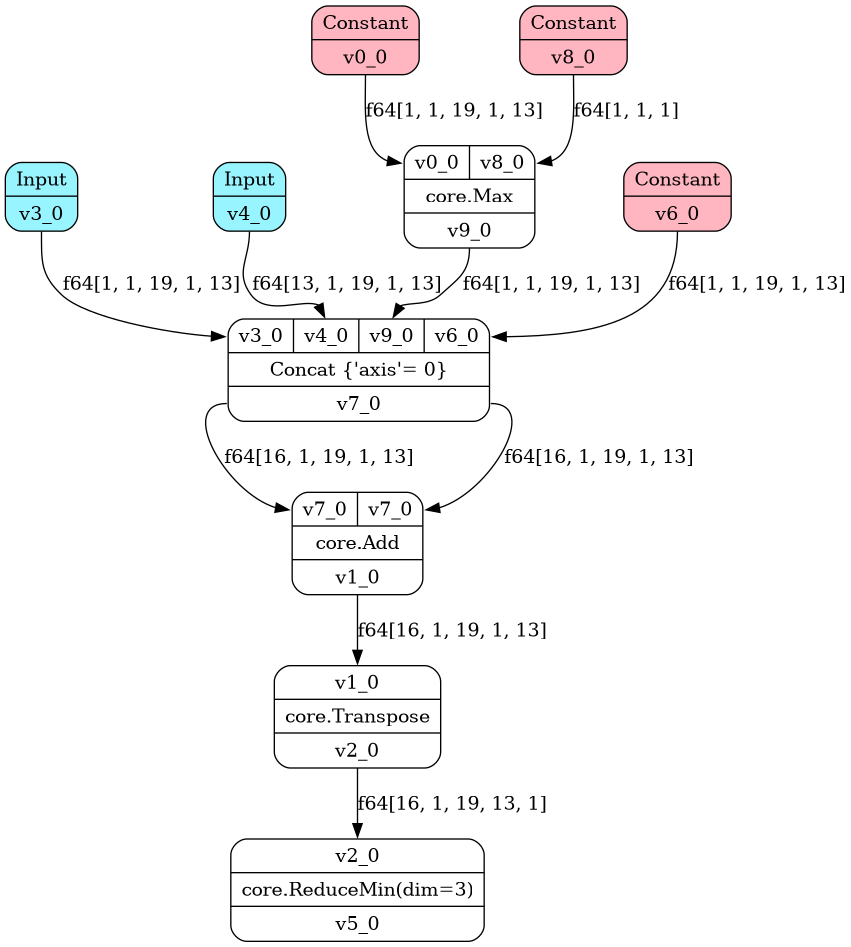 Constant
v0_0
Constant
v8_0
f64[1, 1, 19, 1, 13]
f64[1, 1, 1]
Input
v3_0
Input
v4_0
v0_0 v8_0
core.Max
v9_0
Constant
v6_0
f64[1, 1, 19, 1, 13]
f64[13, 1, 19, 1, 13]
f64[1, 1, 19, 1, 13]
f64[1, 1, 19, 1, 13]
v3_0 v4_0 v9_0 v6_0
Concat {'axis'= 0}
v7_0
f64[16, 1, 19, 1, 13]
f64[16, 1, 19, 1, 13]
v7_0 v7_0
core.Add
v1_0
f64[16, 1, 19, 1, 13]
v1_0
core.Transpose
v2_0
f64[16, 1, 19, 13, 1]
v2_0
core.ReduceMin(dim=3)
v5_0